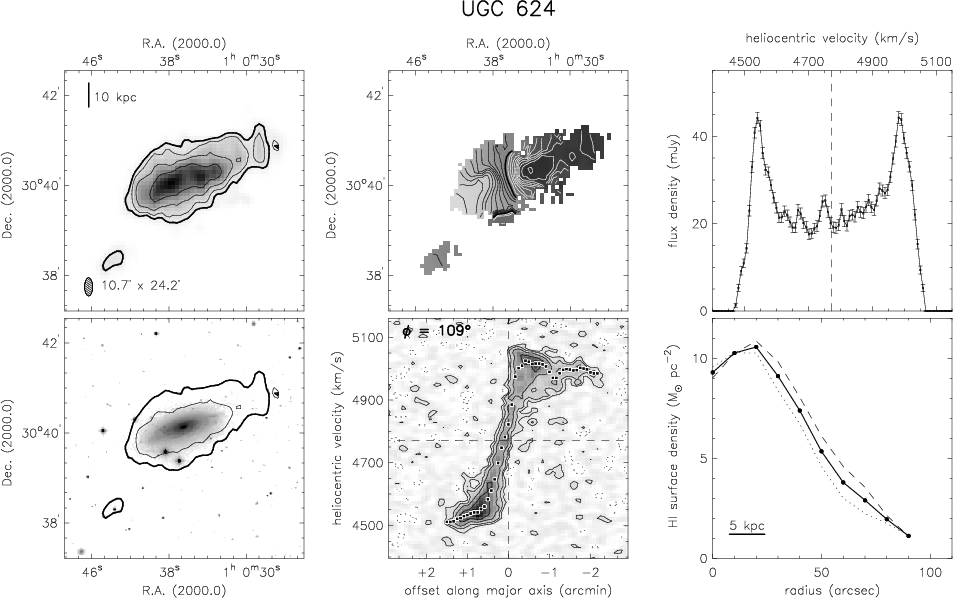 UGC 624
R.A. (2000.0)
46ˢ 38ˢ 1ʰ 0ᵐ30ˢ
Dec. (2000.0)
42'
30°40'
38'
10 kpc
10.7" x 24.2"
R.A. (2000.0)
46ˢ 38ˢ 1ʰ 0ᵐ30ˢ
Dec. (2000.0)
42'
30°40'
38'
heliocentric velocity (km/s)
4500 4700 4900 5100
flux density (mJy)
40
20
0
Dec. (2000.0)
42'
30°40'
38'
46ˢ 38ˢ 1ʰ 0ᵐ30ˢ
R.A. (2000.0)
ϕ = 109°
heliocentric velocity (km/s)
5100
4900
4700
4500
+2 +1 0 −1 −2
offset along major axis (arcmin)
HI surface density (M⊙ pc⁻²)
10
5
0
5 kpc
0 50 100
radius (arcsec)